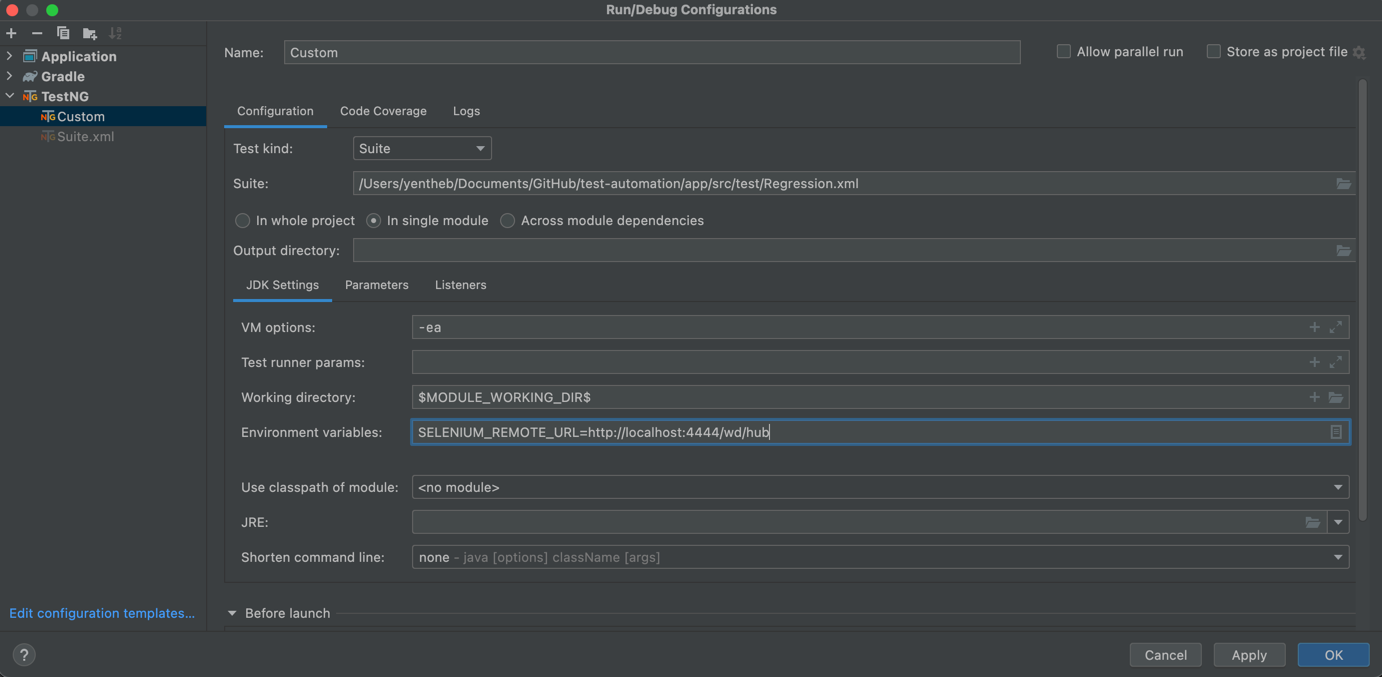 Run/Debug Configurations
Application
Gradle
TestNG
Custom
Suite.xml
Edit configuration templates...
Name: Custom
Allow parallel run Store as project file
Configuration Code Coverage Logs
Test kind: Suite
Suite: /Users/yentheb/Documents/GitHub/test-automation/app/src/test/Regression.xml
In whole project In single module Across module dependencies
Output directory:
JDK Settings Parameters Listeners
VM options: -ea
Test runner params:
Working directory: $MODULE_WORKING_DIR$
Environment variables: SELENIUM_REMOTE_URL=http://localhost:4444/wd/hub
Use classpath of module: <no module>
JRE:
Shorten command line: none - java [options] className [args]
Before launch
? Cancel Apply OK